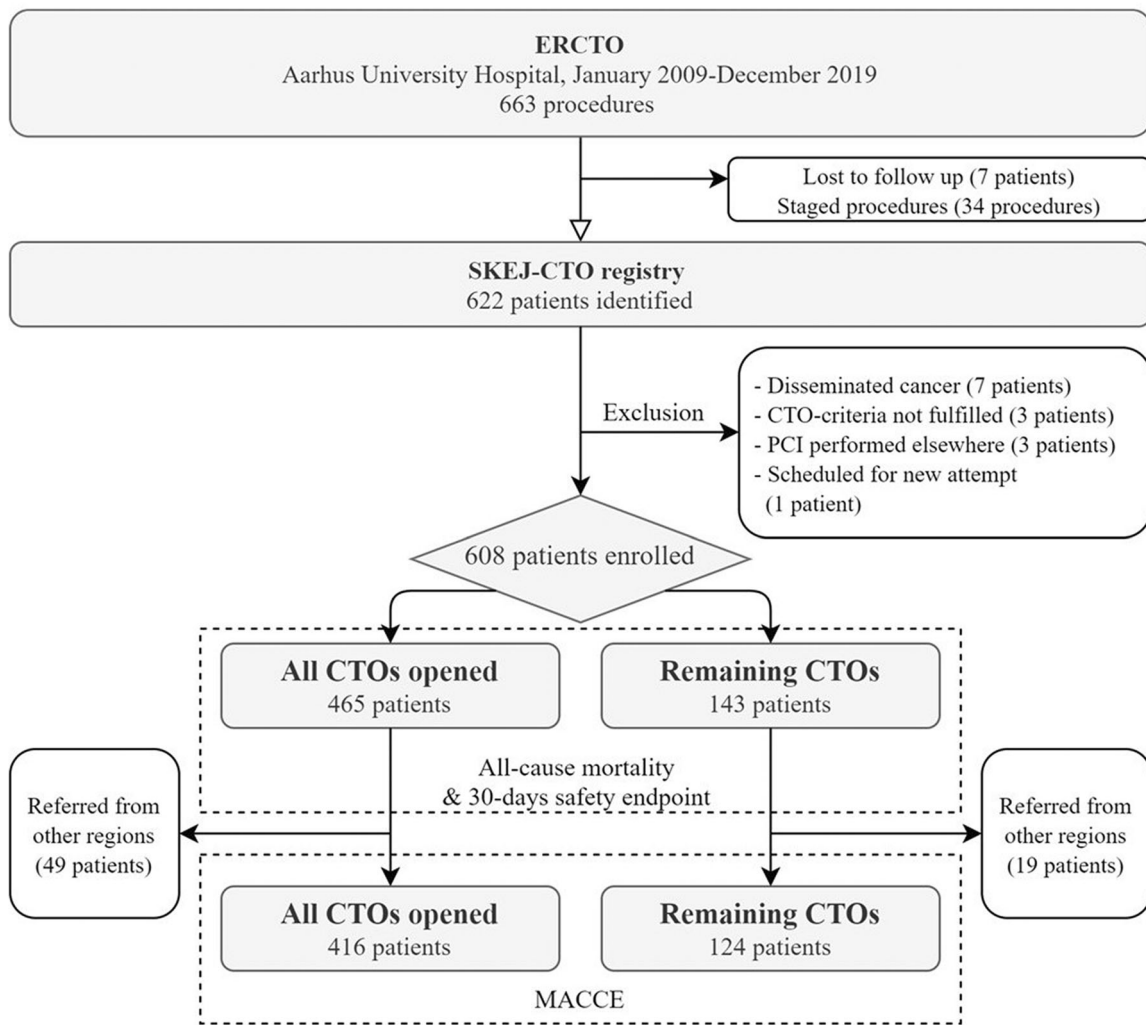 ERCTO
Aarhus University Hospital, January 2009-December 2019
663 procedures
Lost to follow up (7 patients)
Staged procedures (34 procedures)
SKEJ-CTO registry
622 patients identified
Exclusion
- Disseminated cancer (7 patients)
- CTO-criteria not fulfilled (3 patients)
- PCI performed elsewhere (3 patients)
- Scheduled for new attempt
(1 patient)
608 patients enrolled
All CTOs opened
465 patients
Remaining CTOs
143 patients
All-cause mortality
& 30-days safety endpoint
Referred from
other regions
(49 patients)
Referred from
other regions
(19 patients)
All CTOs opened
416 patients
Remaining CTOs
124 patients
MACCE